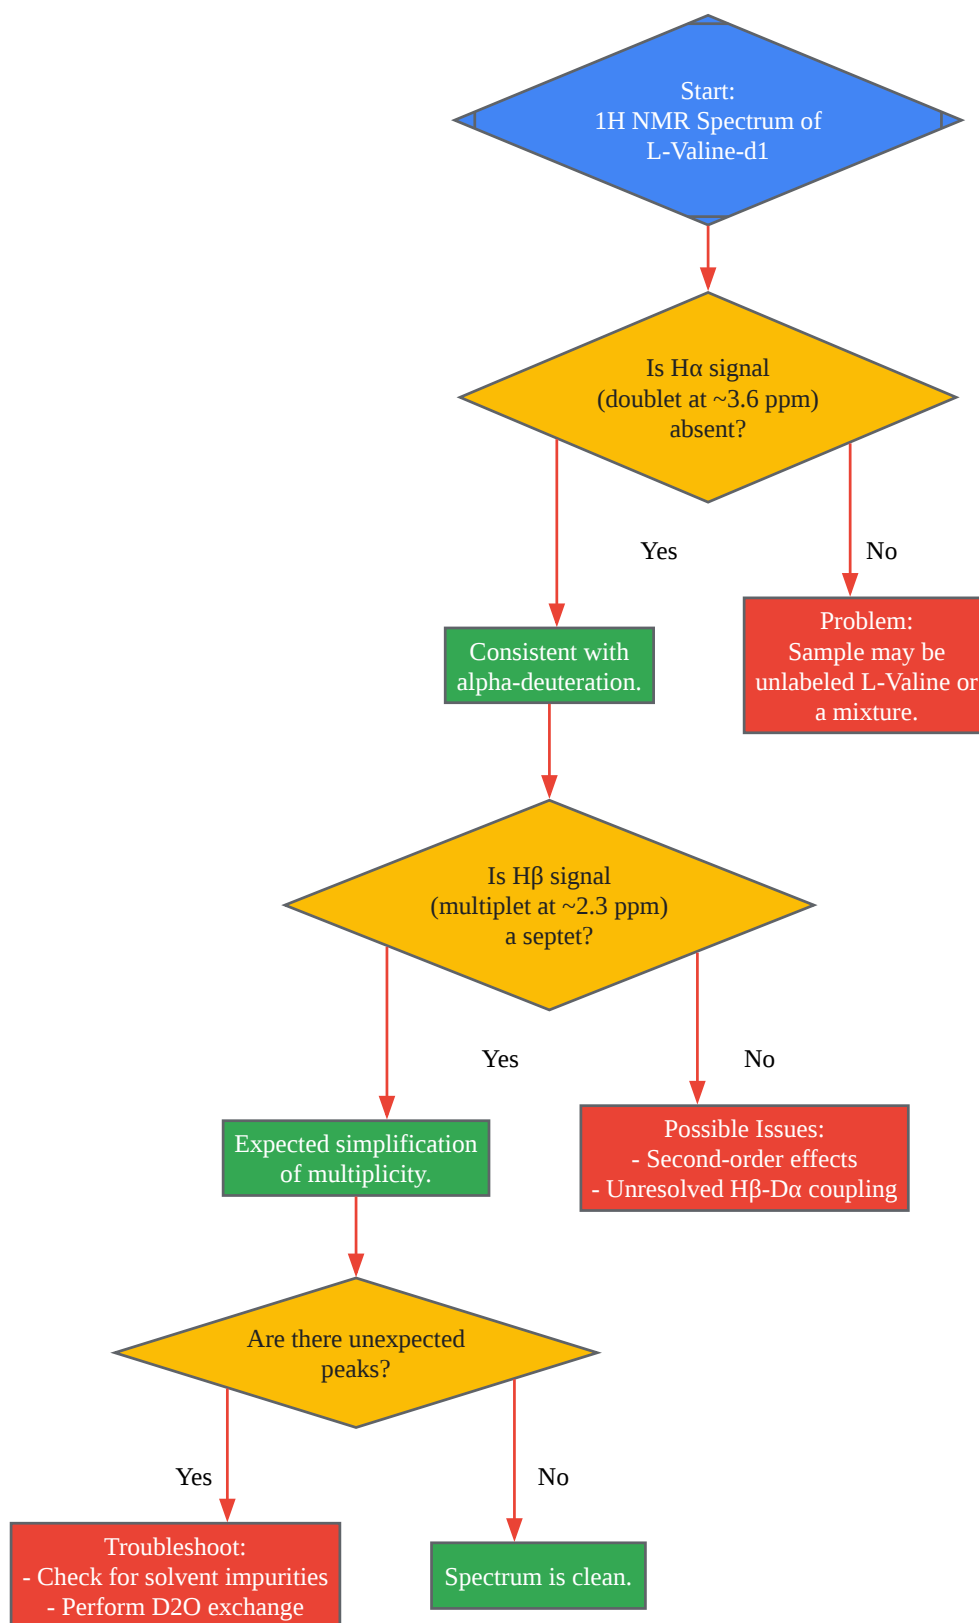 Start:
1H NMR Spectrum of
L-Valine-d1
Is Hα signal
(doublet at ~3.6 ppm)
absent?
Yes
No
Consistent with
alpha-deuteration.
Problem:
Sample may be
unlabeled L-Valine or
a mixture.
Is Hβ signal
(multiplet at ~2.3 ppm)
a septet?
Yes
No
Expected simplification
of multiplicity.
Possible Issues:
- Second-order effects
- Unresolved Hβ-Dα coupling
Are there unexpected
peaks?
Yes
No
Troubleshoot:
- Check for solvent impurities
- Perform D2O exchange
Spectrum is clean.